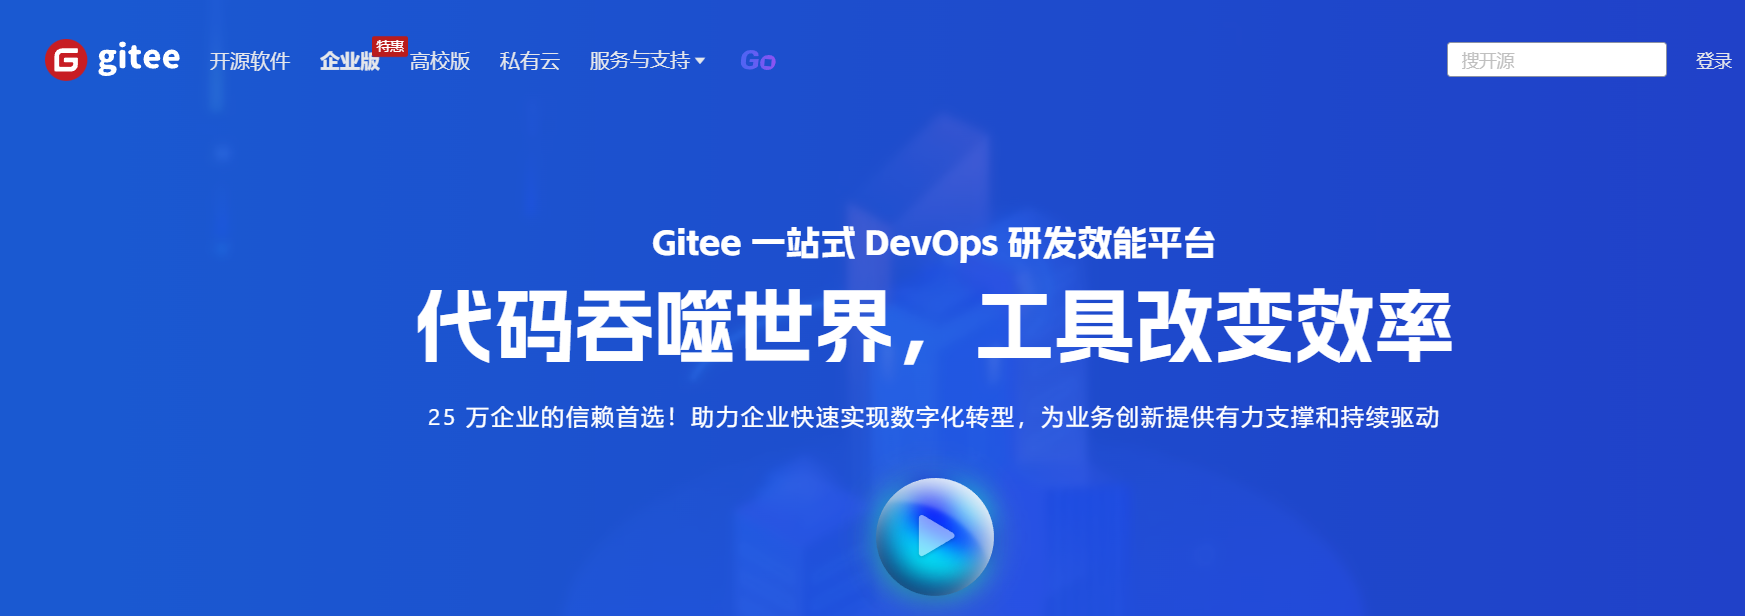 gitee 开源软件 企业版 特惠 高校版 私有云 服务与支持 Go 搜开源 登录
Gitee 一站式 DevOps 研发效能平台
代码吞噬世界，工具改变效率
25 万企业的信赖首选！助力企业快速实现数字化转型，为业务创新提供有力支撑和持续驱动